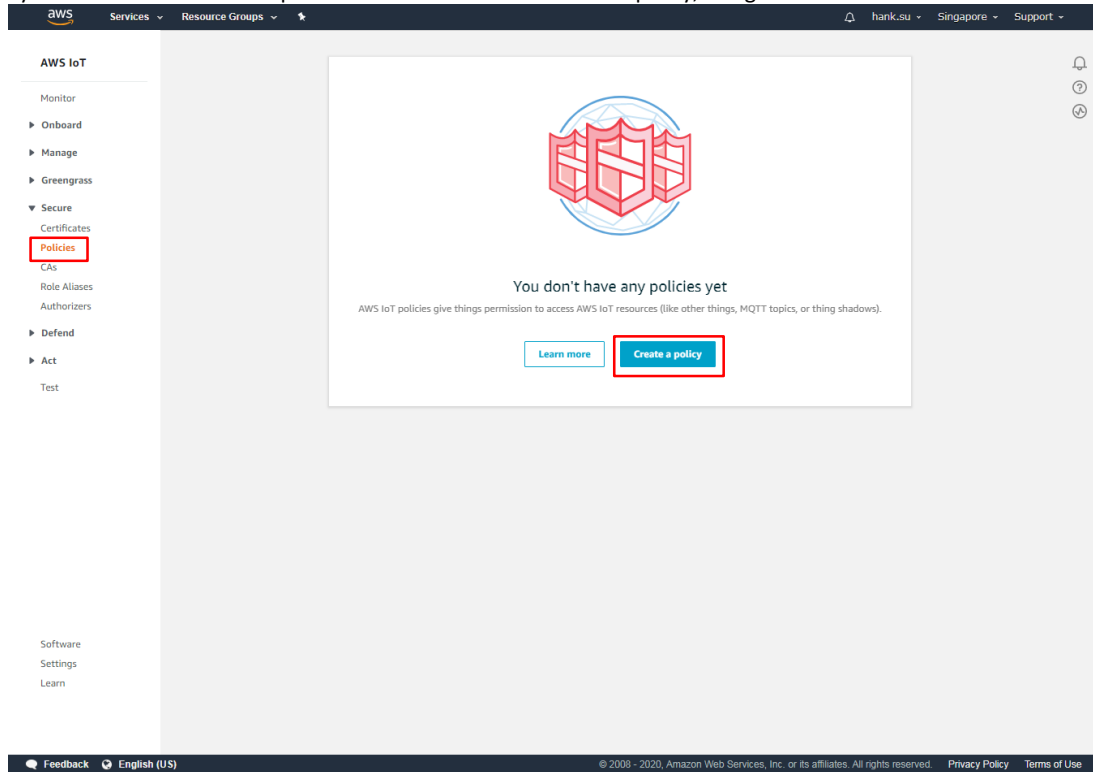 aws Services Resource Groups hank.su Singapore Support
AWS IoT
Monitor
Onboard
Manage
Greengrass
Secure
Certificates
Policies
CAs
Role Aliases
Authorizers
Defend
Act
Test
You don't have any policies yet
AWS IoT policies give things permission to access AWS IoT resources (like other things, MQTT topics, or thing shadows).
Learn more Create a policy
Software
Settings
Learn
Feedback English (US) © 2008 - 2020, Amazon Web Services, Inc. or its affiliates. All rights reserved. Privacy Policy Terms of Use